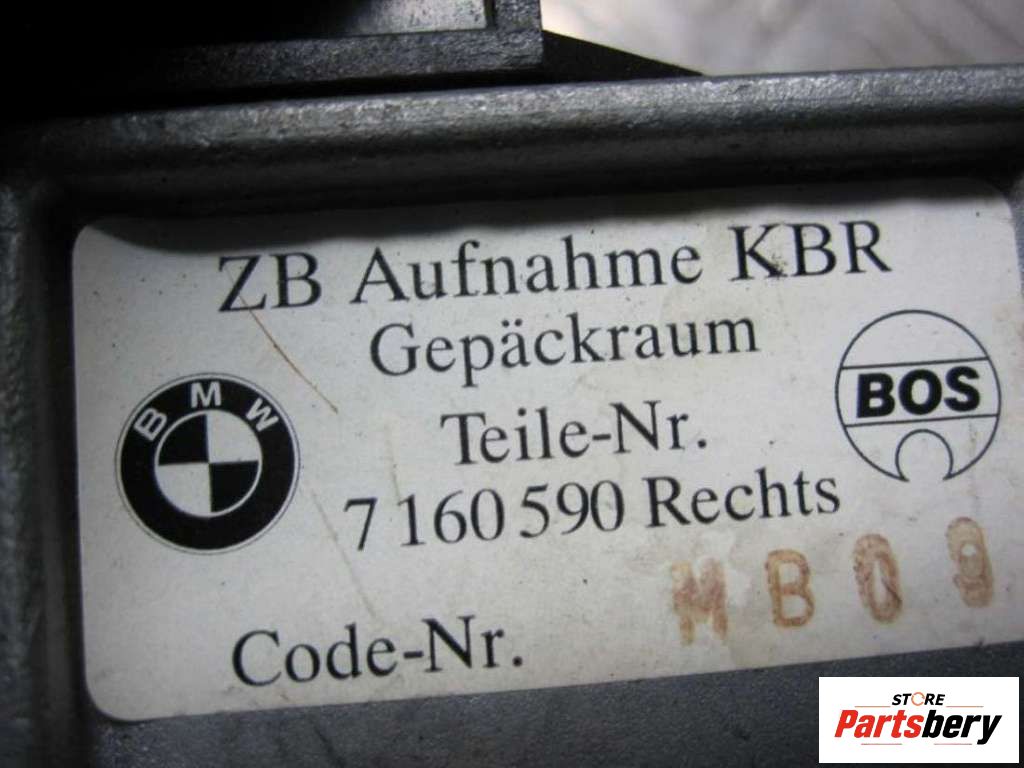 ZB Aufnahme KBR
Gepäckraum
BMW
BOS
Teile-Nr.
7 160 590 Rechts
MB09
Code-Nr.
STORE
Partsbery